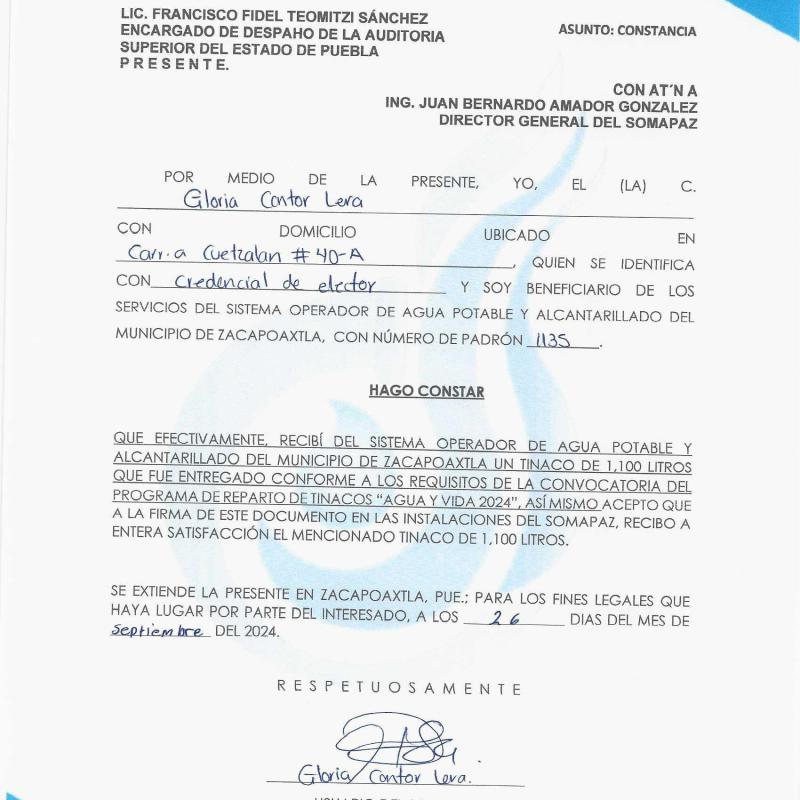 LIC. FRANCISCO FIDEL TEOMITZI SÁNCHEZ
ENCARGADO DE DESPAHO DE LA AUDITORIA
SUPERIOR DEL ESTADO DE PUEBLA
P R E S E N T E.
ASUNTO: CONSTANCIA
CON AT´N A
ING. JUAN BERNARDO AMADOR GONZALEZ
DIRECTOR GENERAL DEL SOMAPAZ
POR MEDIO DE LA PRESENTE, YO, EL (LA) C.
Gloria Contor Lera
CON DOMICILIO UBICADO EN
Carr. a Cuetzalan # 40-A, QUIEN SE IDENTIFICA
CON Credencial de elector Y SOY BENEFICIARIO DE LOS
SERVICIOS DEL SISTEMA OPERADOR DE AGUA POTABLE Y ALCANTARILLADO DEL
MUNICIPIO DE ZACAPOAXTLA, CON NÚMERO DE PADRÓN 1135.
HAGO CONSTAR
QUE EFECTIVAMENTE, RECIBÍ DEL SISTEMA OPERADOR DE AGUA POTABLE Y
ALCANTARILLADO DEL MUNICIPIO DE ZACAPOAXTLA UN TINACO DE 1,100 LITROS
QUE FUE ENTREGADO CONFORME A LOS REQUISITOS DE LA CONVOCATORIA DEL
PROGRAMA DE REPARTO DE TINACOS “AGUA Y VIDA 2024”, ASÍ MISMO ACEPTO QUE
A LA FIRMA DE ESTE DOCUMENTO EN LAS INSTALACIONES DEL SOMAPAZ, RECIBO A
ENTERA SATISFACCIÓN EL MENCIONADO TINACO DE 1,100 LITROS.
SE EXTIENDE LA PRESENTE EN ZACAPOAXTLA, PUE.; PARA LOS FINES LEGALES QUE
HAYA LUGAR POR PARTE DEL INTERESADO, A LOS 26 DIAS DEL MES DE
Septiembre DEL 2024.
R E S P E T U O S A M E N T E
Gloria Contor Lera.